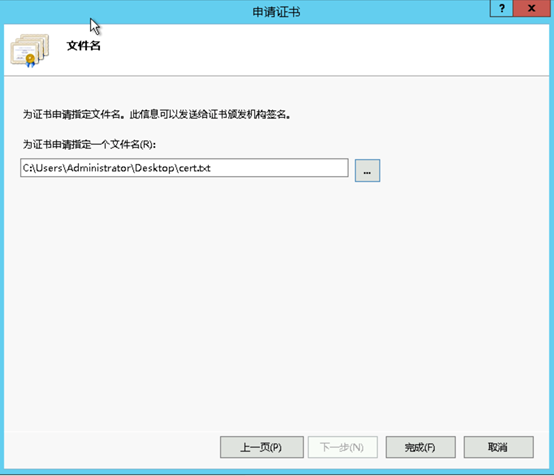 申请证书
?
x
文件名
为证书申请指定文件名。此信息可以发送给证书颁发机构签名。
为证书申请指定一个文件名(R):
C:\Users\Administrator\Desktop\cert.txt
...
上一页(P)
下一步(N)
完成(F)
取消